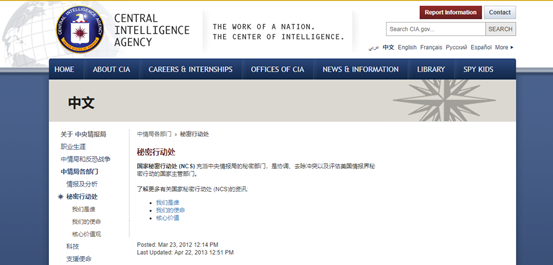 Report Information
Contact
CENTRAL
INTELLIGENCE
AGENCY
THE WORK OF A NATION.
THE CENTER OF INTELLIGENCE.
Search CIA.gov...
SEARCH
عربي 中文 English Français Русский Español More ▸
HOME ABOUT CIA CAREERS & INTERNSHIPS OFFICES OF CIA NEWS & INFORMATION LIBRARY SPY KIDS
中文
关于 中央情报局
职业生涯
中情局和反恐战争
中情局各部门
情报及分析
秘密行动处
我们是谁
我们的使命
核心价值观
科技
支援使命
中情局各部门 » 秘密行动处
秘密行动处
国家秘密行动处 (NCS) 充当中央情报局的秘密部门，是协调、去除冲突以及评估美国情报界秘
密行动的国家主管部门。
了解更多有关国家秘密行动处 (NCS)的资讯:
我们是谁
我们的使命
核心价值
Posted: Mar 23, 2012 12:14 PM
Last Updated: Apr 22, 2013 12:51 PM